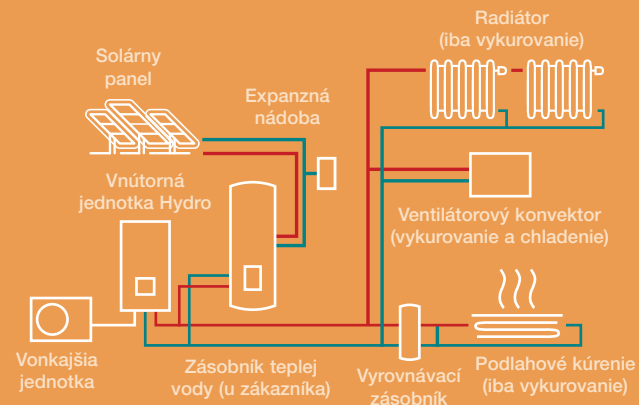 Radiátor
(iba vykurovanie)
Solárny
panel
Expanzná
nádoba
Vnútorná
jednotka Hydro
Ventilátorový konvektor
(vykurovanie a chladenie)
Vonkajšia
jednotka
Zásobník teplej
vody (u zákazníka)
Vyrovnávací
zásobník
Podlahové kúrenie
(iba vykurovanie)